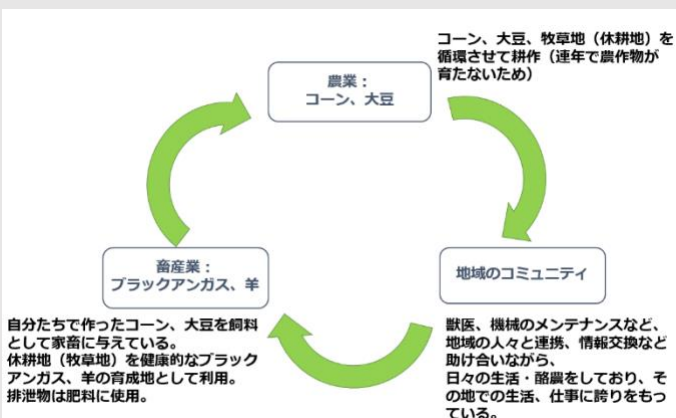 コーン、大豆、牧草地（休耕地）を
循環させて耕作（連年で農作物が
育たないため）
農業：
コーン、大豆
畜産業：
ブラックアンガス、羊
地域のコミュニティ
自分たちで作ったコーン、大豆を飼料
として家畜に与えている。
休耕地（牧草地）を健康的なブラック
アンガス、羊の育成地として利用。
排泄物は肥料に使用。
獣医、機械のメンテナンスなど、
地域の人々と連携、情報交換など
助け合いながら、
日々の生活・酪農をしており、そ
の地での生活、仕事に誇りをもっ
ている。